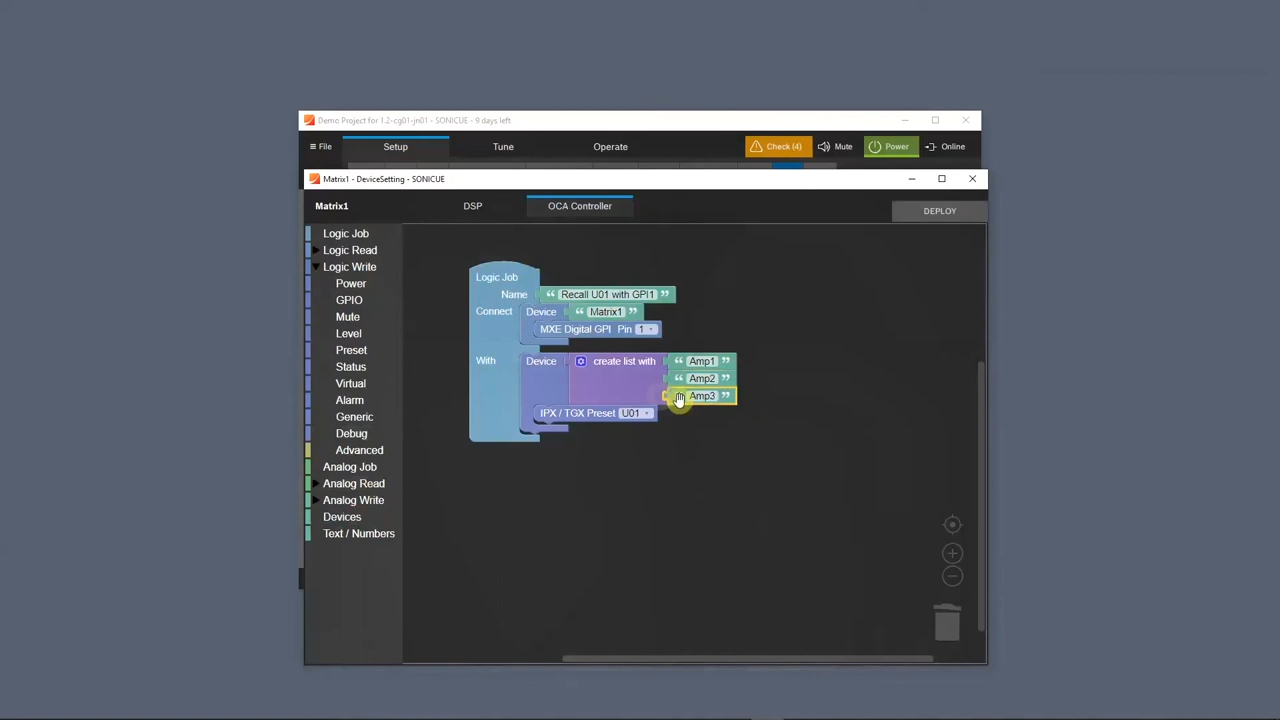 Demo Project for 1.2-cg01-jn01 - SONICUE - 9 days left
File
Setup
Tune
Operate
Check (4)
Mute
Power
Online
Matrix1 - DeviceSetting - SONICUE
Matrix1
DSP
OCA Controller
DEPLOY
Logic Job
Logic Read
Logic Write
Power
GPIO
Mute
Level
Preset
Status
Virtual
Alarm
Generic
Debug
Advanced
Analog Job
Analog Read
Analog Write
Devices
Text / Numbers
Logic Job
Name “ Recall U01 with GPI1 ”
Connect Device “ Matrix1 ”
MXE Digital GPI Pin 1
With Device create list with “ Amp1 ”
“ Amp2 ”
Amp3 ”
IPX / TGX Preset U01